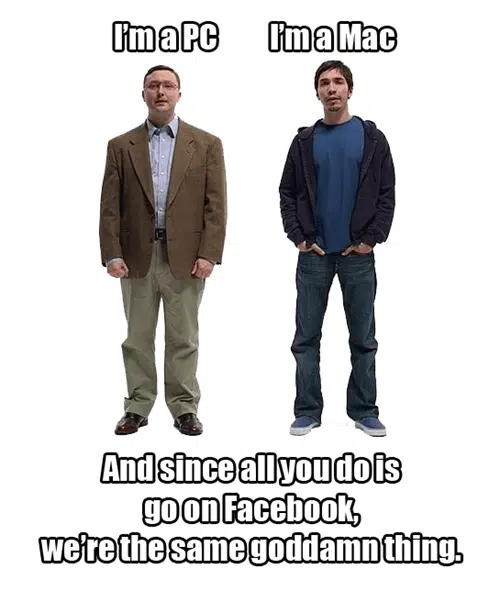 I'm a PC
I'm a Mac
And since all you do is
go on Facebook,
we're the same goddamn thing.